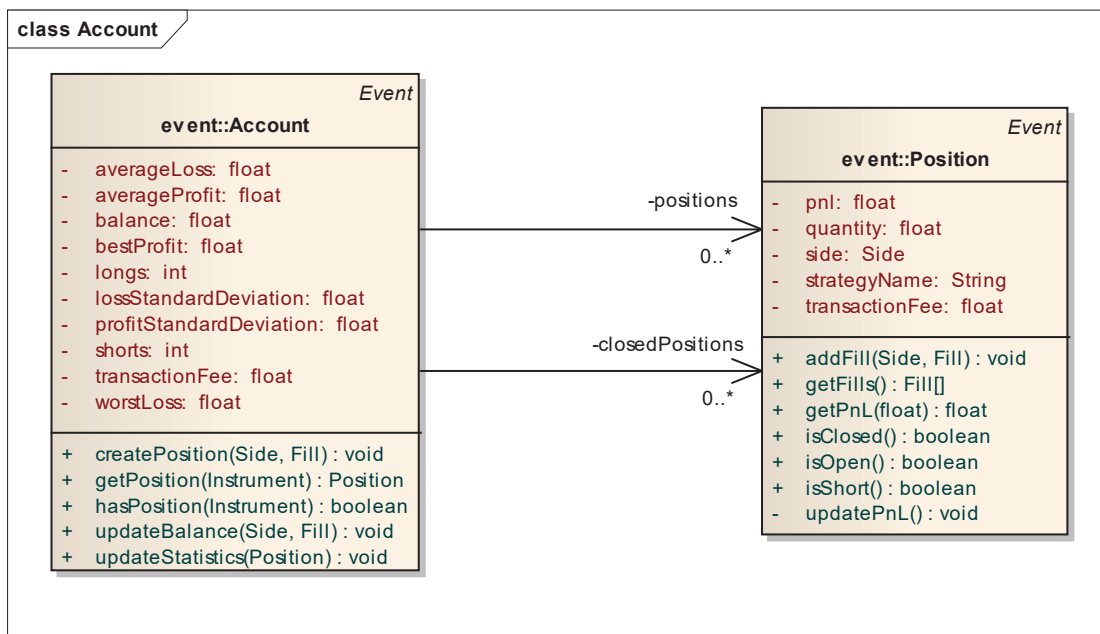 class Account
Event
event::Account
- averageLoss: float
- averageProfit: float
- balance: float
- bestProfit: float
- longs: int
- lossStandardDeviation: float
- profitStandardDeviation: float
- shorts: int
- transactionFee: float
- worstLoss: float
+ createPosition(Side, Fill) : void
+ getPosition(Instrument) : Position
+ hasPosition(Instrument) : boolean
+ updateBalance(Side, Fill) : void
+ updateStatistics(Position) : void
-positions
0..*
-closedPositions
0..*
Event
event::Position
- pnl: float
- quantity: float
- side: Side
- strategyName: String
- transactionFee: float
+ addFill(Side, Fill) : void
+ getFills() : Fill[]
+ getPnL(float) : float
+ isClosed() : boolean
+ isOpen() : boolean
+ isShort() : boolean
- updatePnL() : void